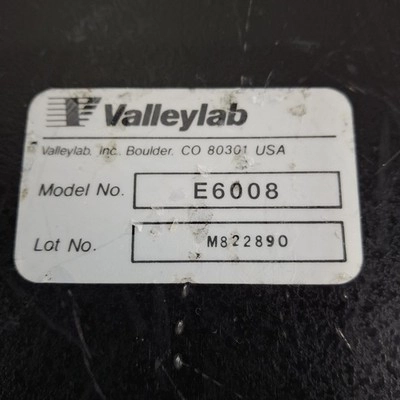 Valleylab
Valleylab, Inc. Boulder, CO 80301 USA
Model No. E6008
Lot No. M822890